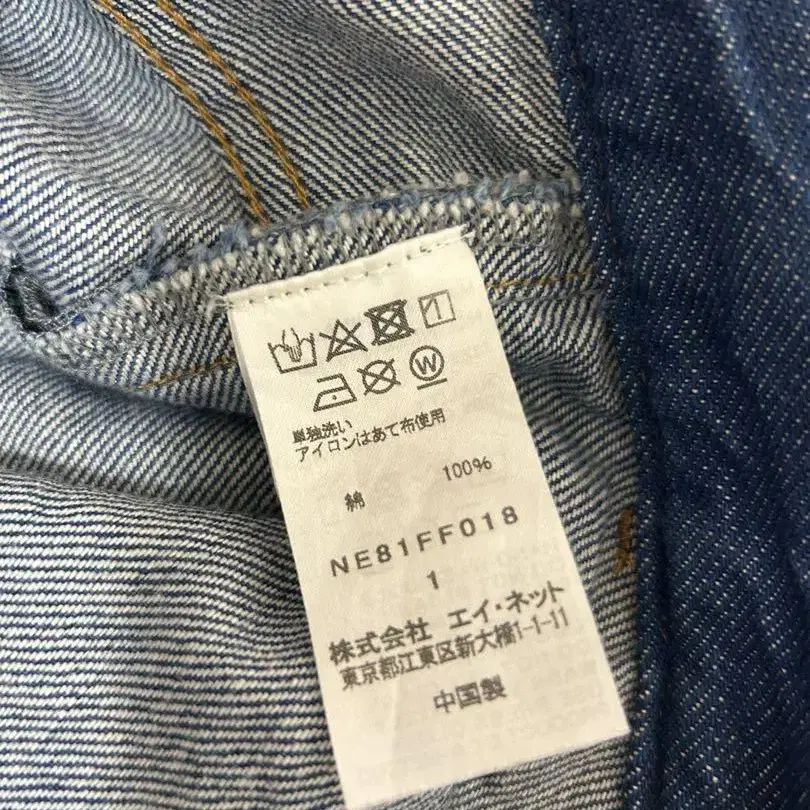 単独洗い
アイロンはあて布使用
綿 100%
NE81FF018
1
株式会社 エイ・ネット
東京都江東区新大橋1-1-11
中国製